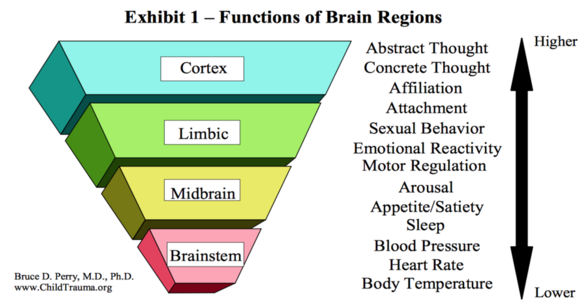 Exhibit 1 – Functions of Brain Regions
Cortex
Limbic
Midbrain
Brainstem
Abstract Thought
Concrete Thought
Affiliation
Attachment
Sexual Behavior
Emotional Reactivity
Motor Regulation
Arousal
Appetite/Satiety
Sleep
Blood Pressure
Heart Rate
Body Temperature
Higher
Lower
Bruce D. Perry, M.D., Ph.D.
www.ChildTrauma.org